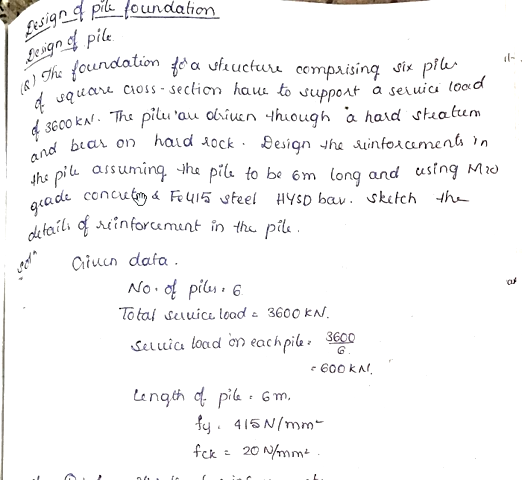 Design of pile foundation
Design of pile
(Q) The foundation for a structure comprising six piles
of square cross-section have to support a service load
of 3600 KN. The piles are driven through a hard steatum
and bear on hard rock. Design the reinforcements in
the pile assuming the pile to be 6m long and using M20
grade concrete & Fe415 steel HYSD bar. sketch the
details of reinforcement in the pile.
Soln
Given data.
No. of piles = 6
Total service load = 3600 KN.
service load on each pile = 3600/6
= 600 KN.
Length of pile = 6m.
fy = 415 N/mm²
fck = 20 N/mm².